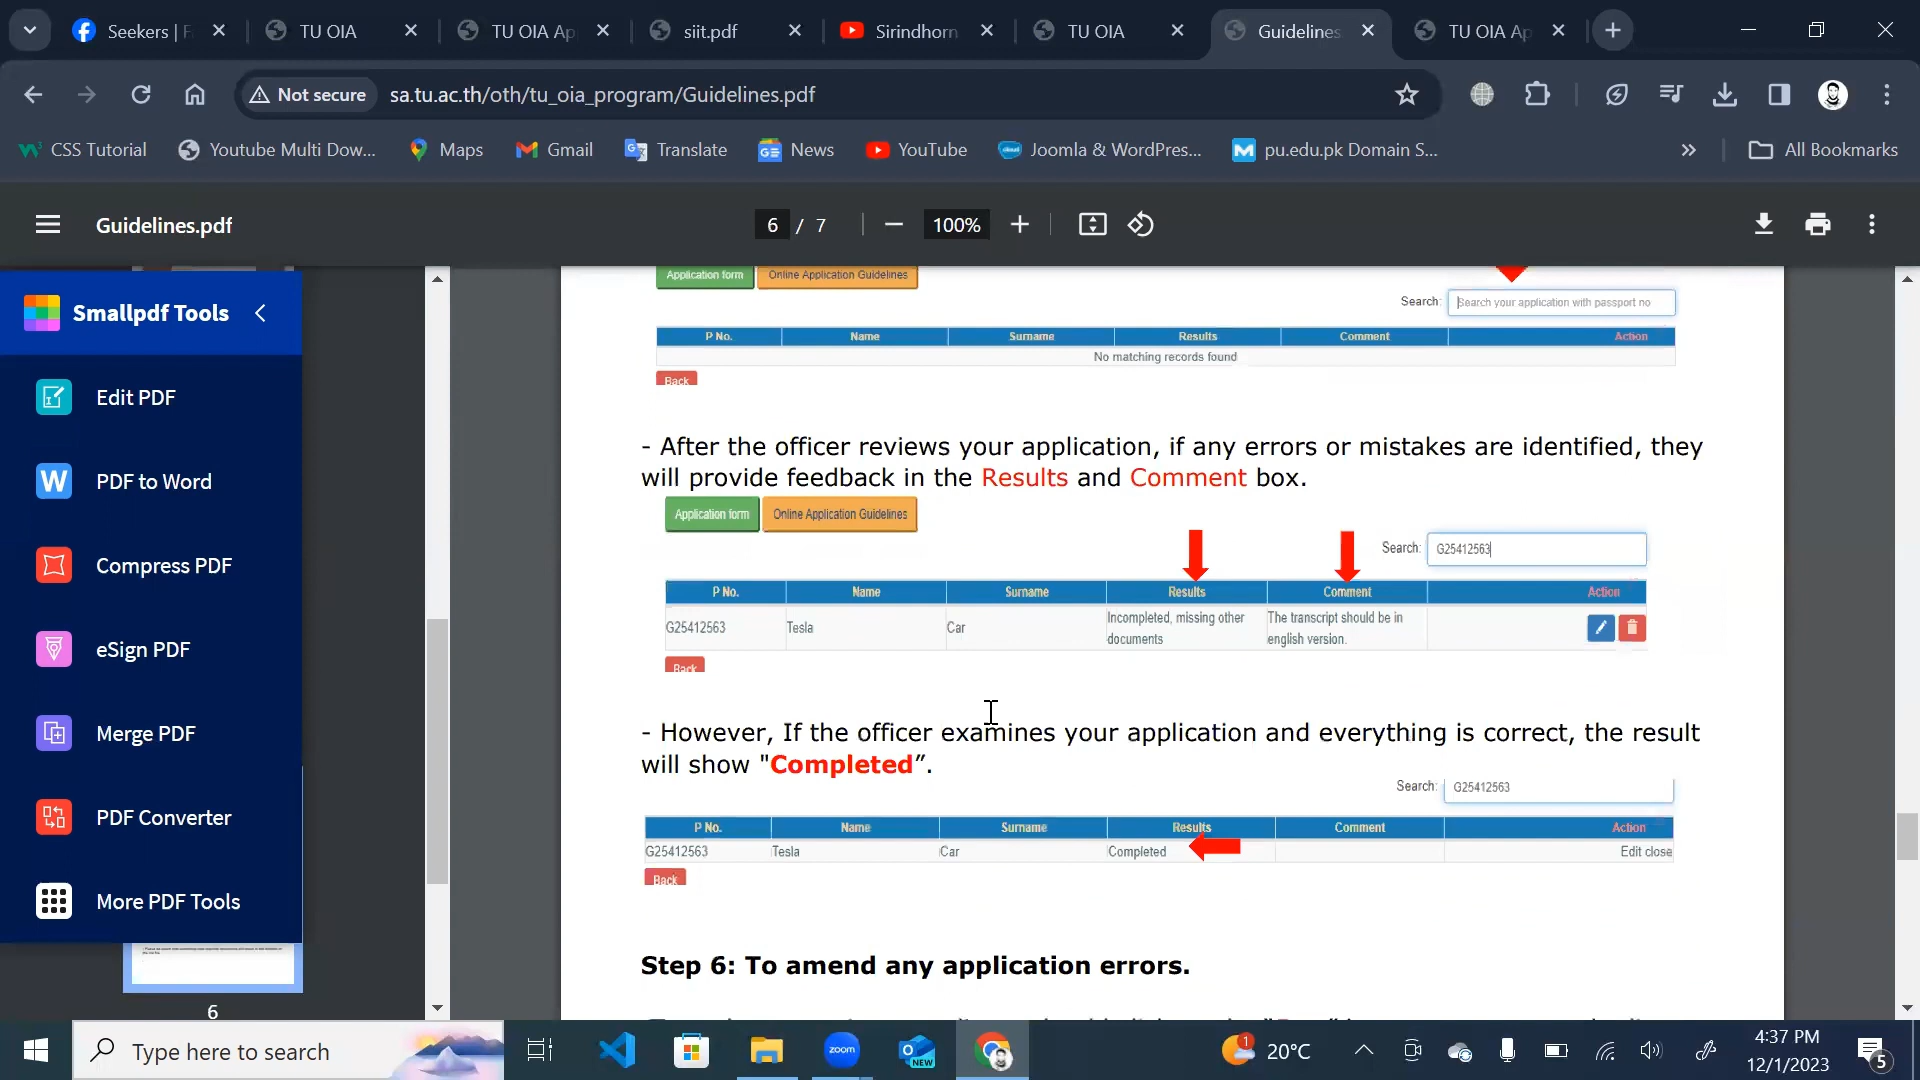 Seekers | F
TU OIA
TU OIA Ap
siit.pdf
Sirindhorn
TU OIA
Guidelines
TU OIA Ap
Not secure
sa.tu.ac.th/oth/tu_oia_program/Guidelines.pdf
CSS Tutorial
Youtube Multi Dow...
Maps
Gmail
Translate
News
YouTube
Joomla & WordPres...
pu.edu.pk Domain S...
»
All Bookmarks
Guidelines.pdf
6 / 7
100%
Smallpdf Tools
Edit PDF
PDF to Word
Compress PDF
eSign PDF
Merge PDF
PDF Converter
More PDF Tools
6
Application form Online Application Guidelines
Search: Search your application with passport no
P No. Name Surname Results Comment Action
No matching records found
Back
- After the officer reviews your application, if any errors or mistakes are identified, they
will provide feedback in the Results and Comment box.
Application form Online Application Guidelines
Search: G25412563
P No. Name Surname Results Comment Action
G25412563 Tesla Car Incompleted, missing other The transcript should be in
documents english version.
Back
- However, If the officer examines your application and everything is correct, the result
will show "Completed”.
Search: G25412563
P No. Name Surname Results Comment Action
G25412563 Tesla Car Completed Edit close
Back
Step 6: To amend any application errors.
Type here to search
zoom
NEW
1
20°C
4:37 PM
12/1/2023
5